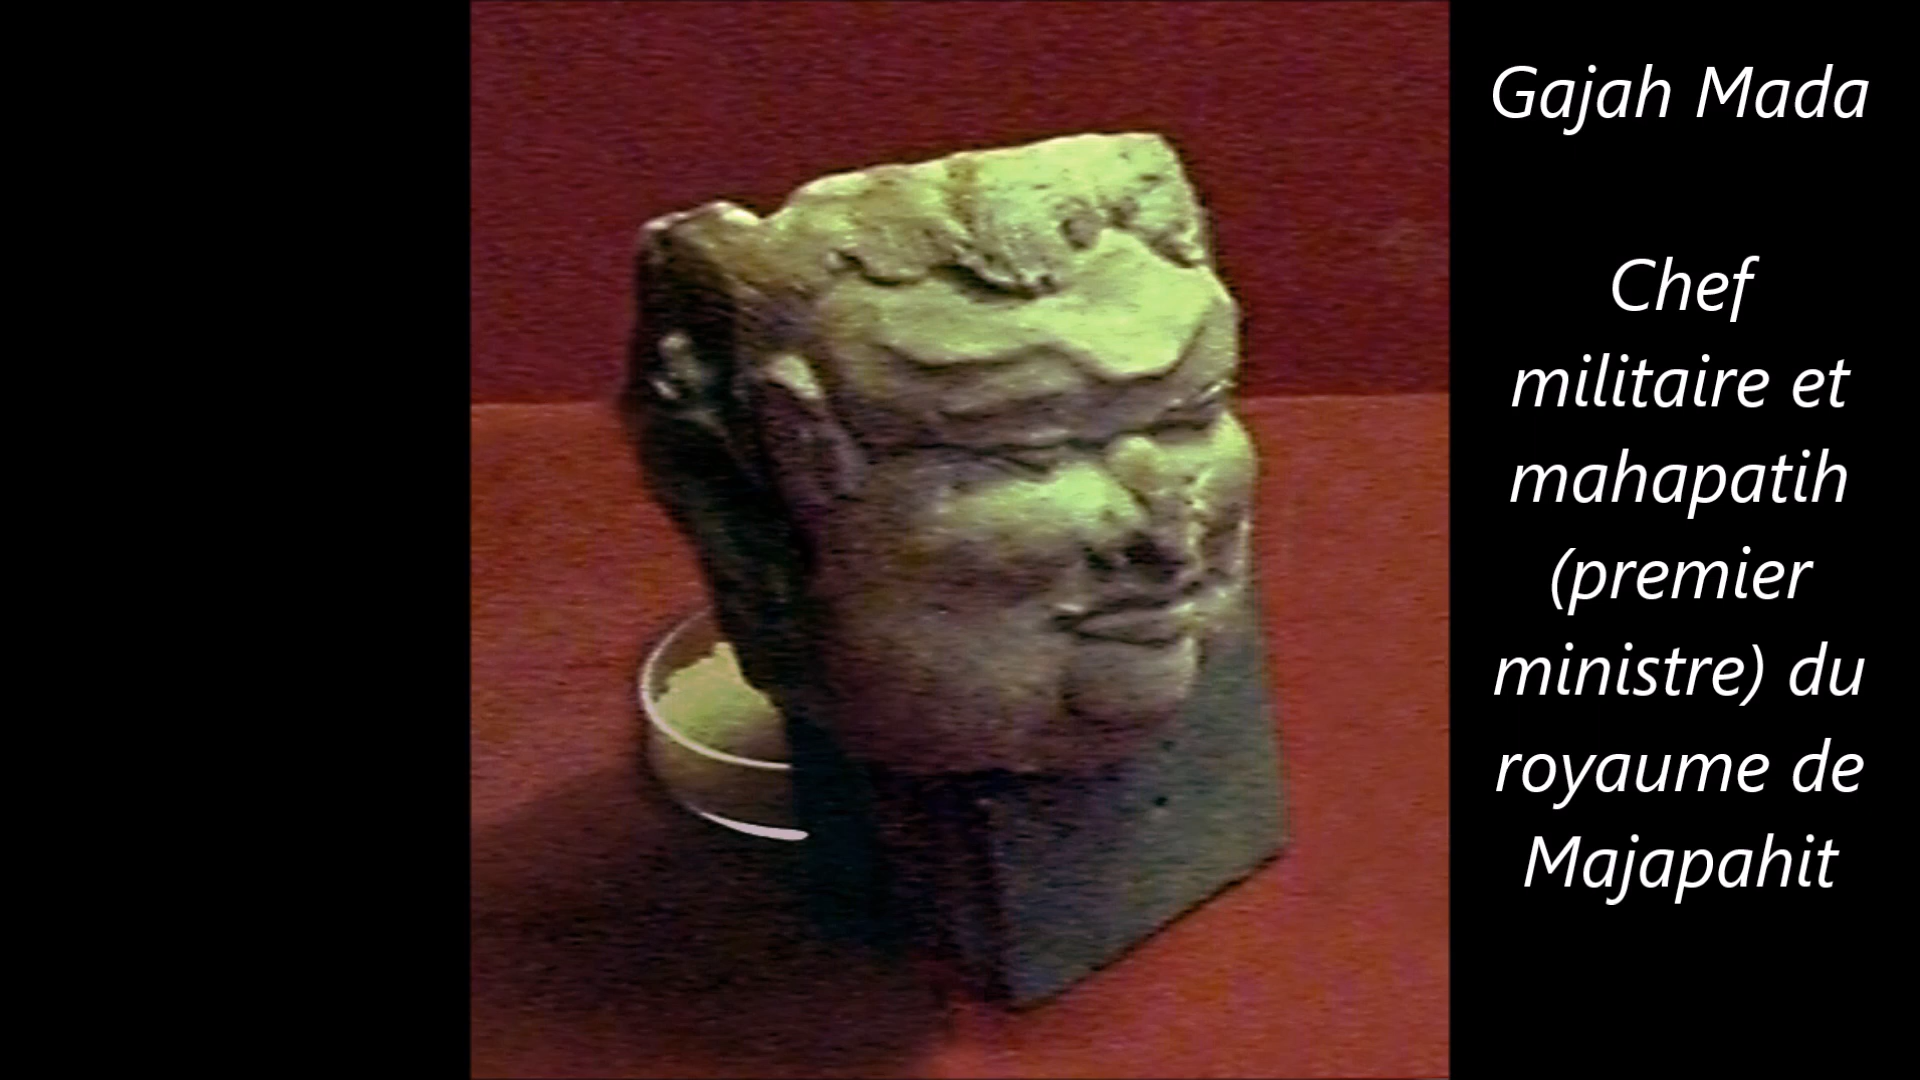 Gajah Mada
Chef
militaire et
mahapatih
(premier
ministre) du
royaume de
Majapahit